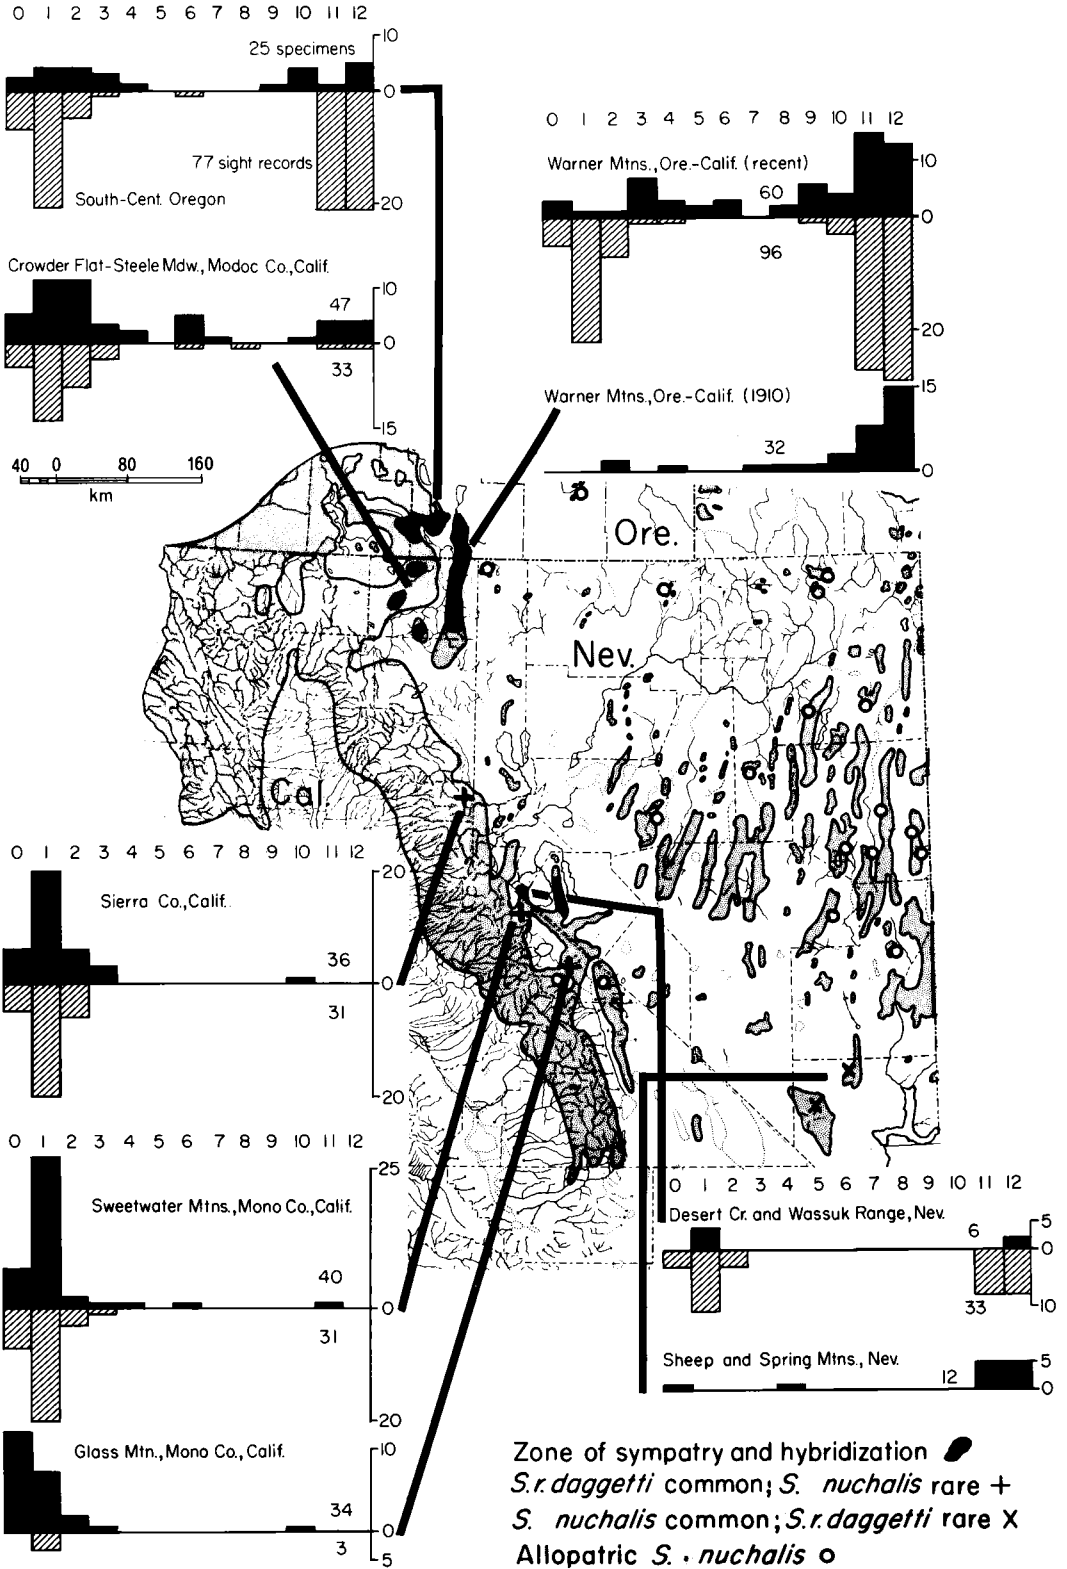 0 1 2 3 4 5 6 7 8 9 10 11 12
10
25 specimens
0
77 sight records
20
South-Cent. Oregon
0 1 2 3 4 5 6 7 8 9 10 11 12
Warner Mtns., Ore.-Calif. (recent)
10
60
0
96
20
Crowder Flat-Steele Mdw., Modoc Co., Calif.
10
47
0
33
15
15
Warner Mtns., Ore.-Calif. (1910)
32
0
40 0 80 160
km
Ore.
Nev.
Cal.
0 1 2 3 4 5 6 7 8 9 10 11 12
20
Sierra Co., Calif.
36
0
31
20
0 1 2 3 4 5 6 7 8 9 10 11 12
25
Sweetwater Mtns., Mono Co., Calif.
40
0
31
20
0 1 2 3 4 5 6 7 8 9 10 11 12
Desert Cr. and Wassuk Range, Nev.
6
5
0
33
10
Sheep and Spring Mtns., Nev.
12
5
0
Glass Mtn., Mono Co., Calif.
10
34
0
3
5
Zone of sympatry and hybridization
S. r. daggetti common; S. nuchalis rare +
S. nuchalis common; S. r. daggetti rare X
Allopatric S. · nuchalis o